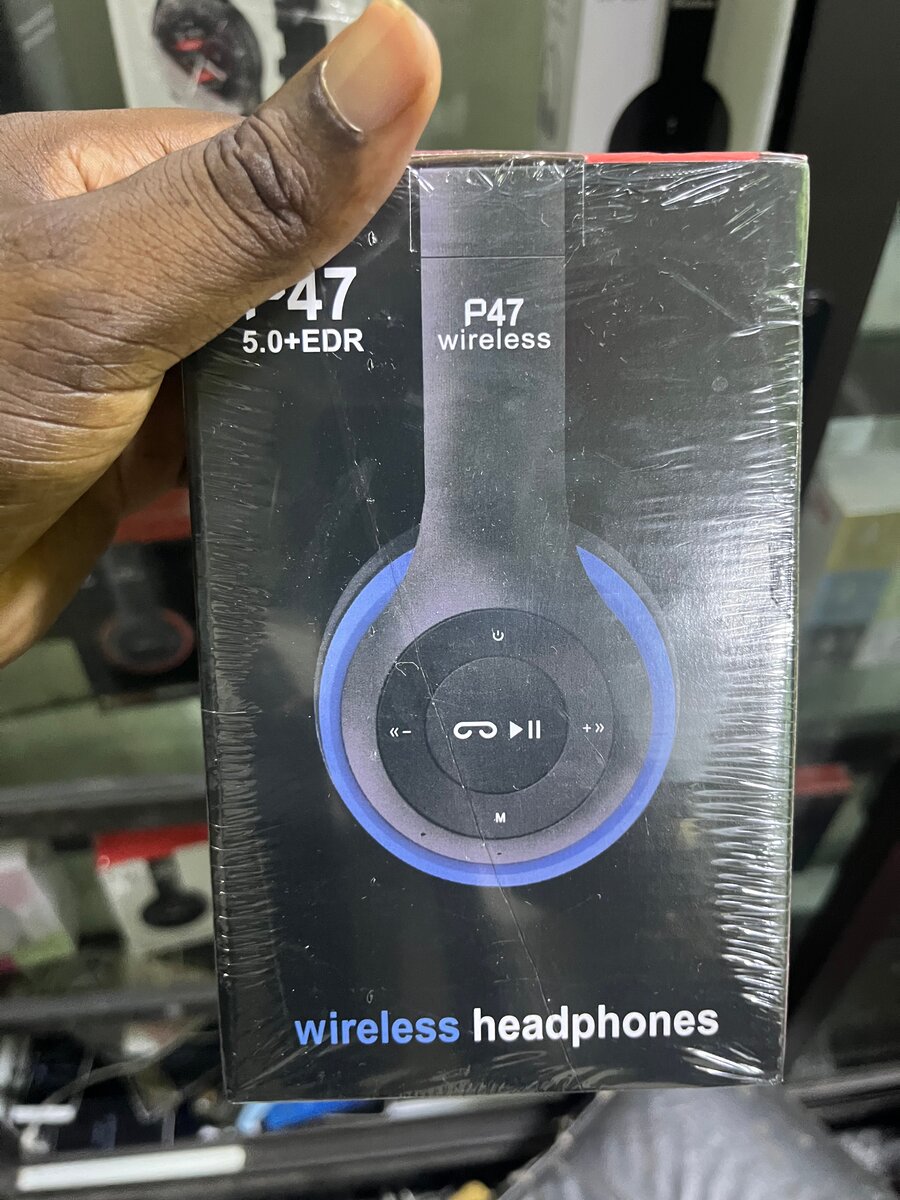 P47
5.0+EDR
P47
wireless
M
wireless headphones